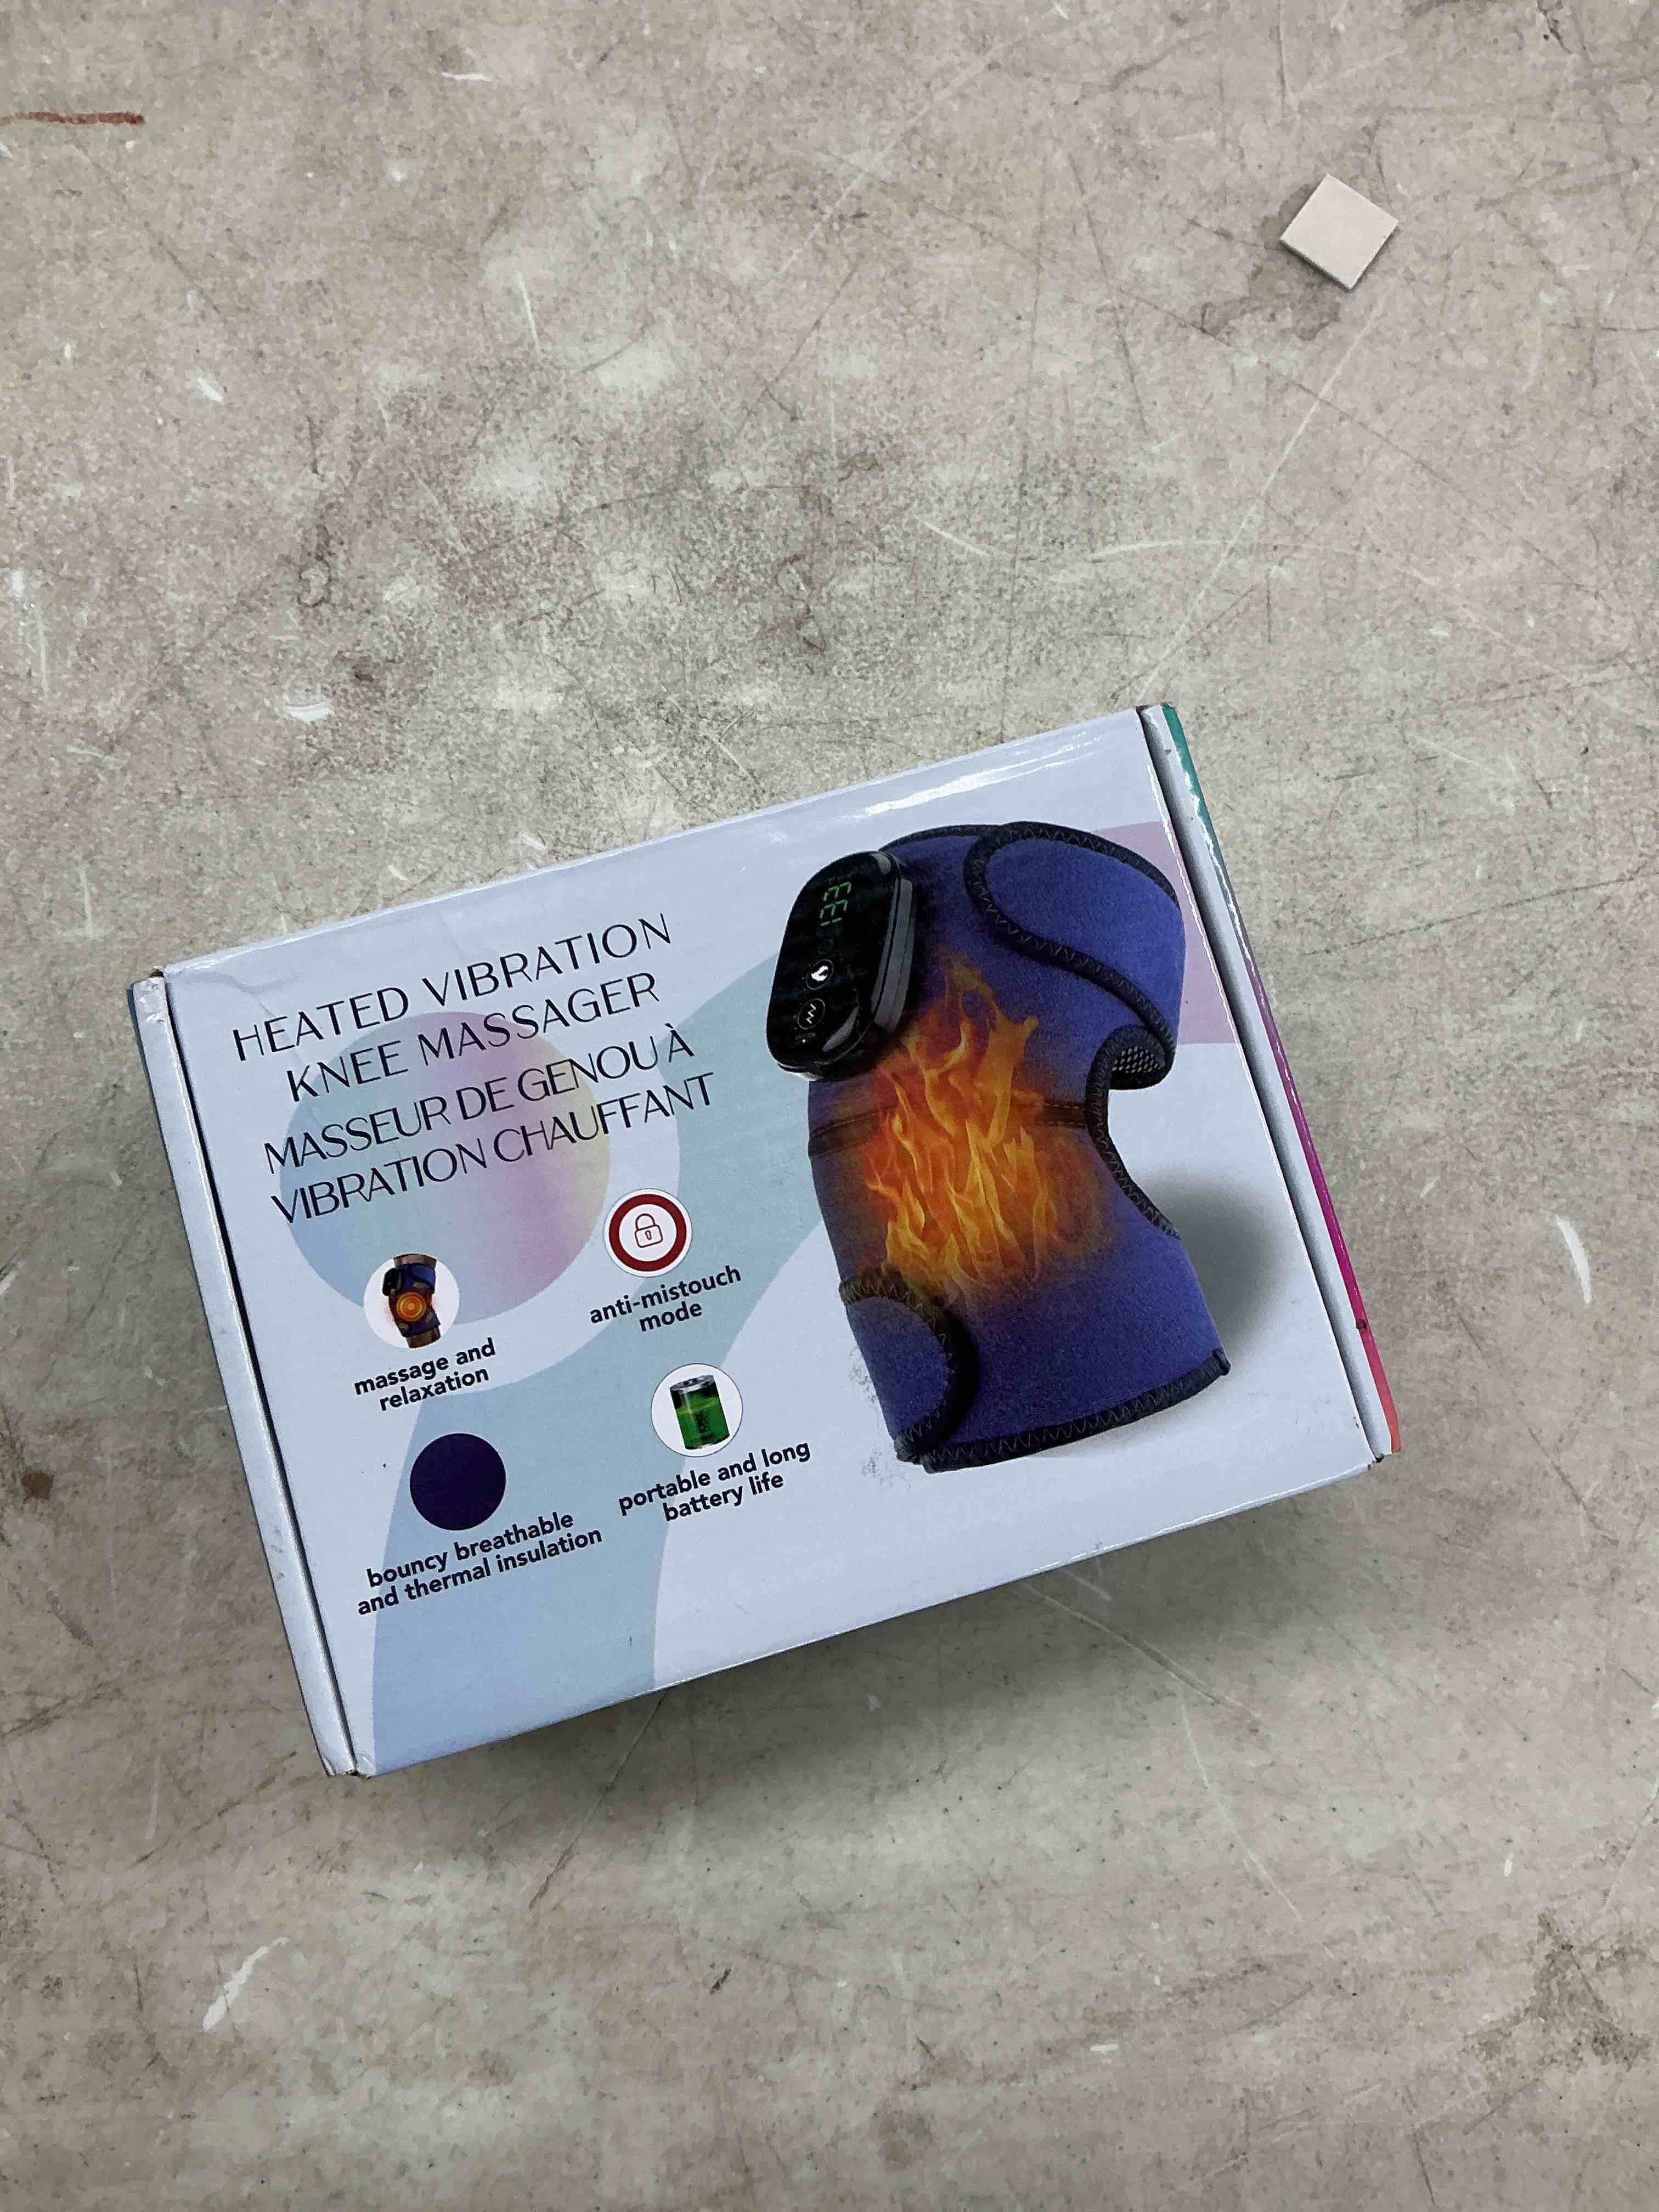 HEATED VIBRATION
KNEE MASSAGER
MASSEUR DE GENOU À
VIBRATION CHAUFFANT
massage and
relaxation
anti-mistouch
mode
bouncy breathable
and thermal insulation
portable and long
battery life
1333